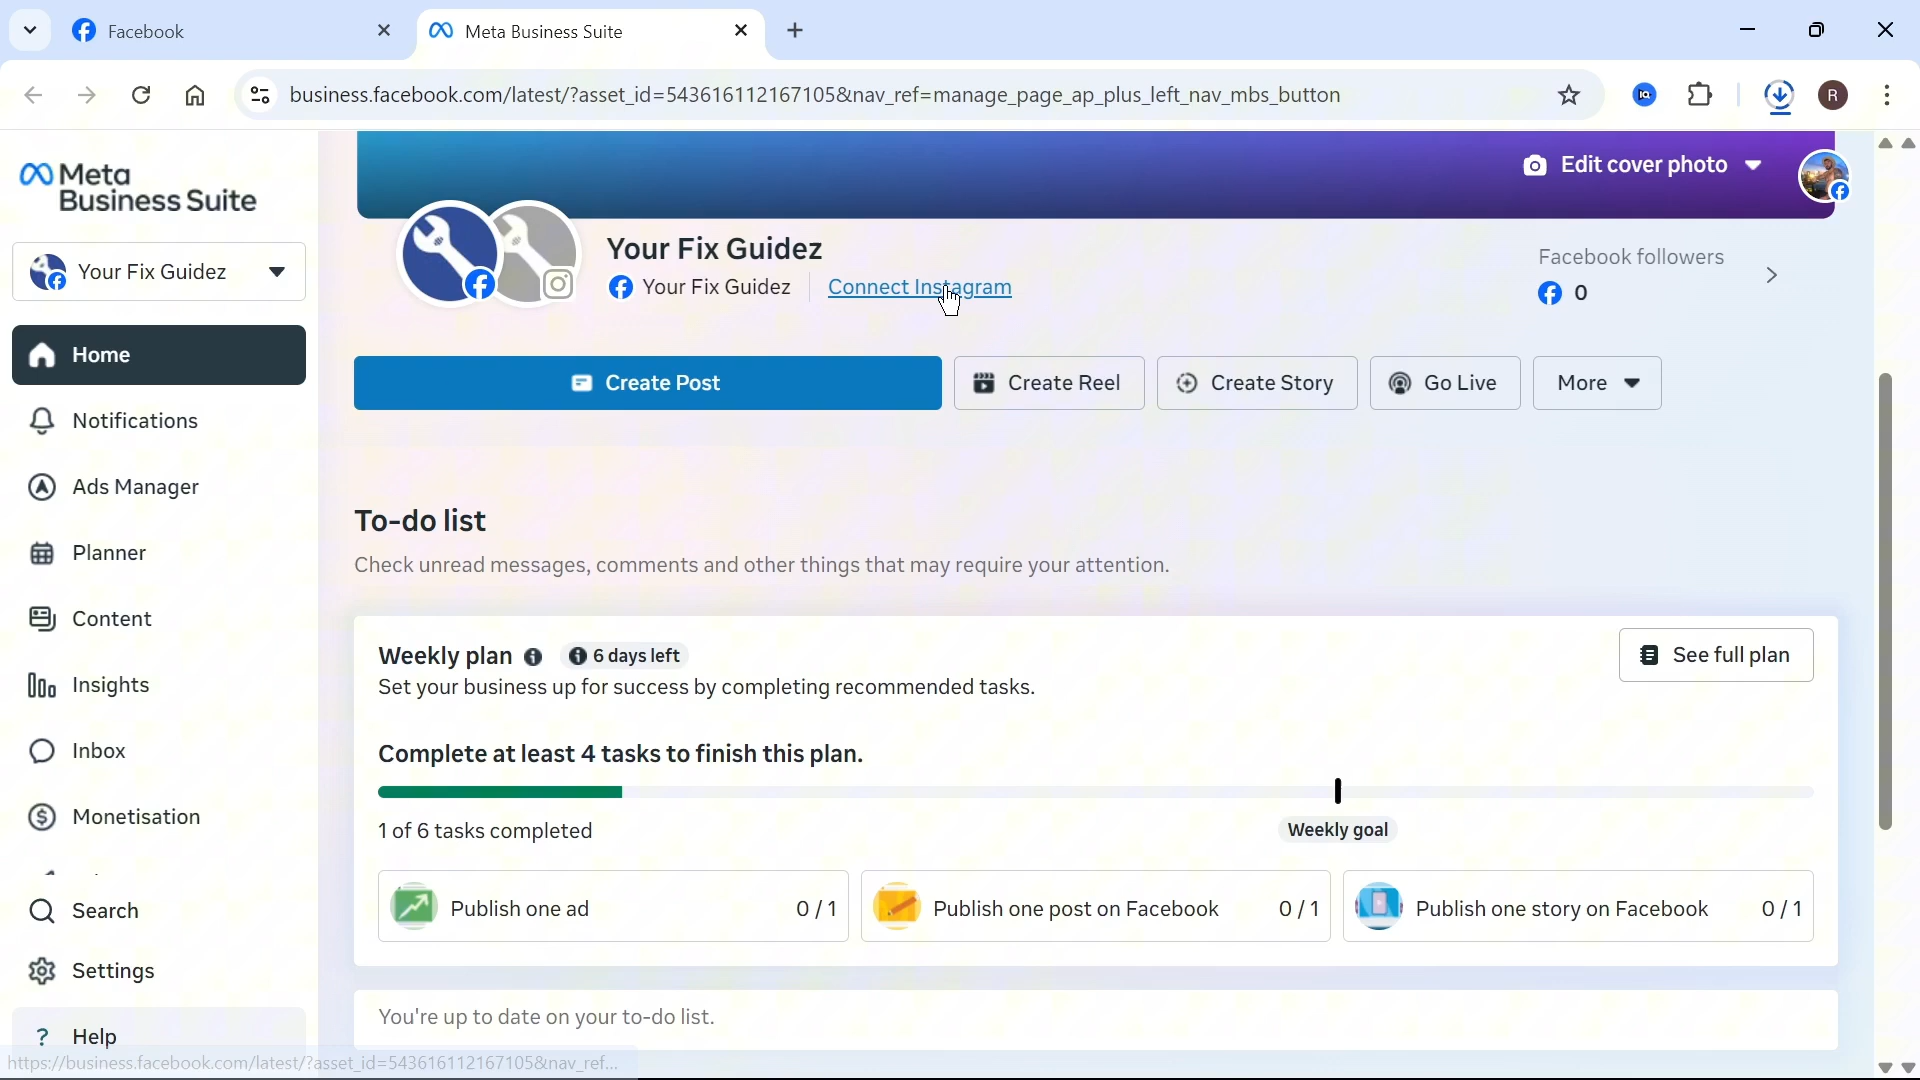 Facebook
Meta Business Suite
business.facebook.com/latest/?asset_id=543616112167105&nav_ref=manage_page_ap_plus_left_nav_mbs_button
R
Meta
Business Suite
Edit cover photo
Your Fix Guidez
Your Fix Guidez
Your Fix Guidez
Connect Instagram
Facebook followers
0
Home
Create Post
Create Reel
Create Story
Go Live
More
Notifications
Ads Manager
Planner
Content
Insights
Inbox
Monetisation
Search
Settings
Help
To-do list
Check unread messages, comments and other things that may require your attention.
Weekly plan
6 days left
See full plan
Set your business up for success by completing recommended tasks.
Complete at least 4 tasks to finish this plan.
1 of 6 tasks completed
Weekly goal
Publish one ad 0 / 1
Publish one post on Facebook 0 / 1
Publish one story on Facebook 0 / 1
You're up to date on your to-do list.
https://business.facebook.com/latest/?asset_id=543616112167105&nav_ref...